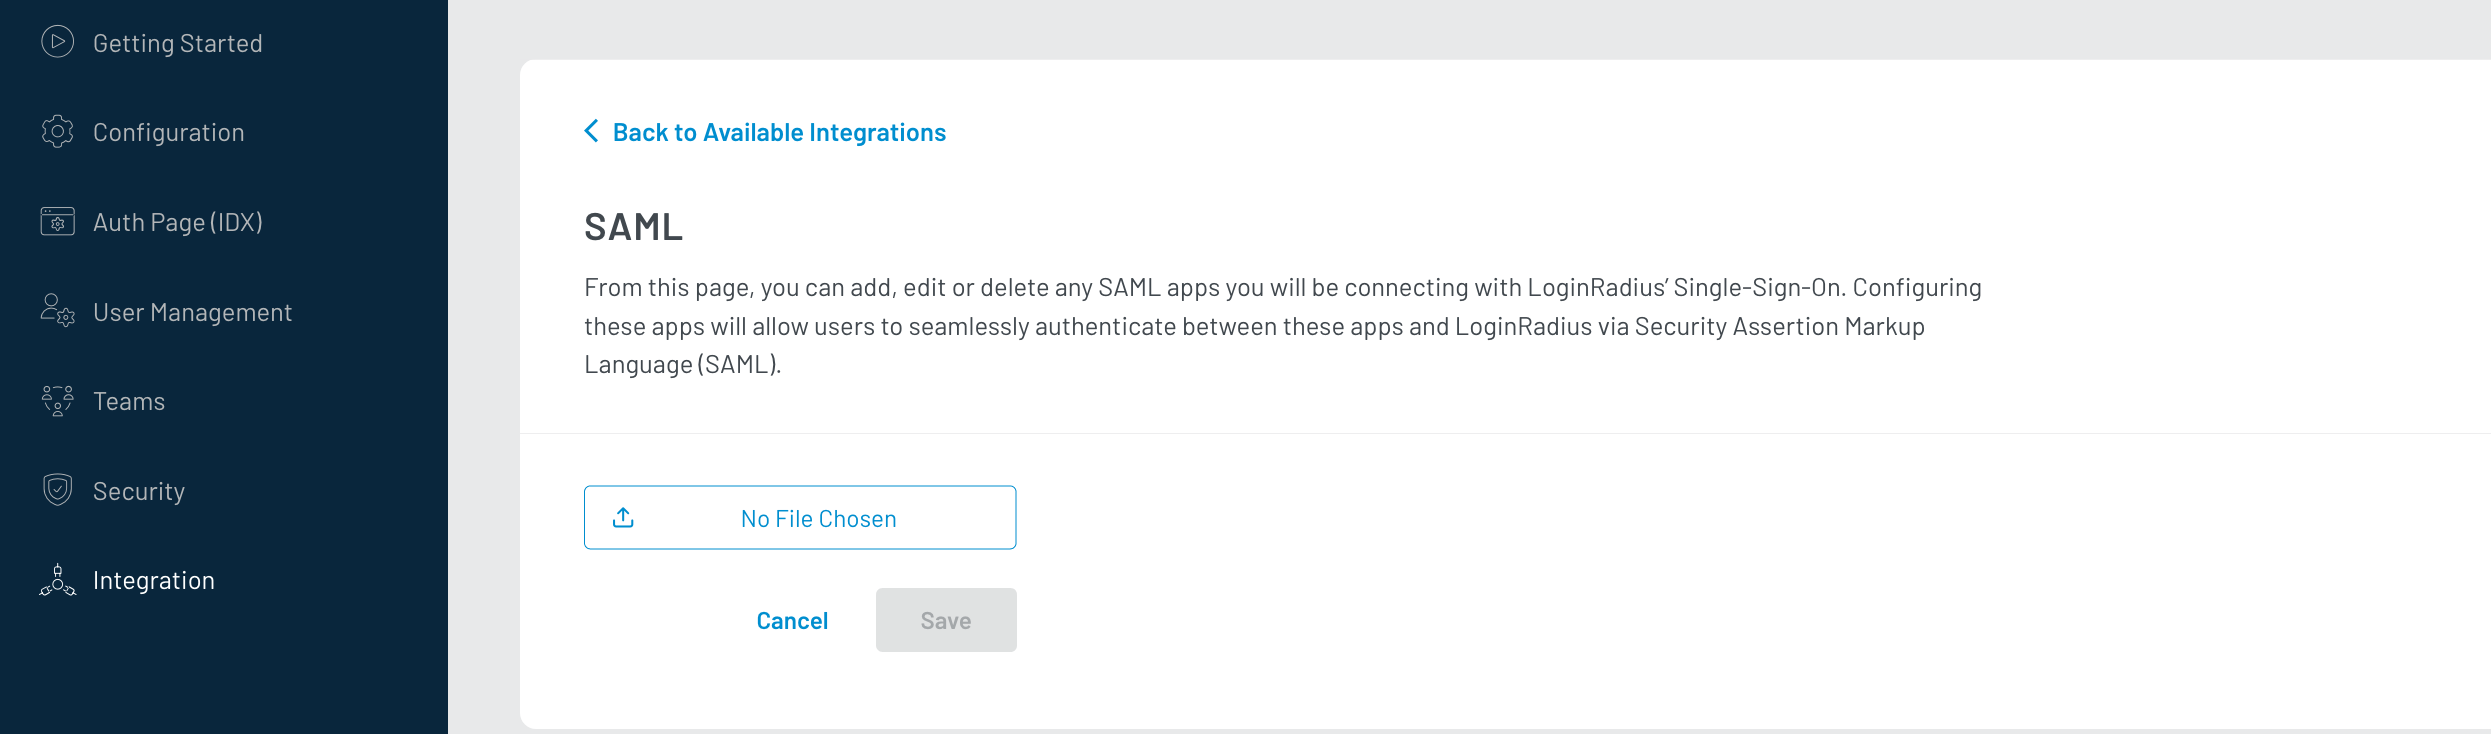 Getting Started
Configuration
Auth Page (IDX)
User Management
Teams
Security
Integration
Back to Available Integrations
SAML
From this page, you can add, edit or delete any SAML apps you will be connecting with LoginRadius’ Single-Sign-On. Configuring
these apps will allow users to seamlessly authenticate between these apps and LoginRadius via Security Assertion Markup
Language (SAML).
No File Chosen
Cancel
Save